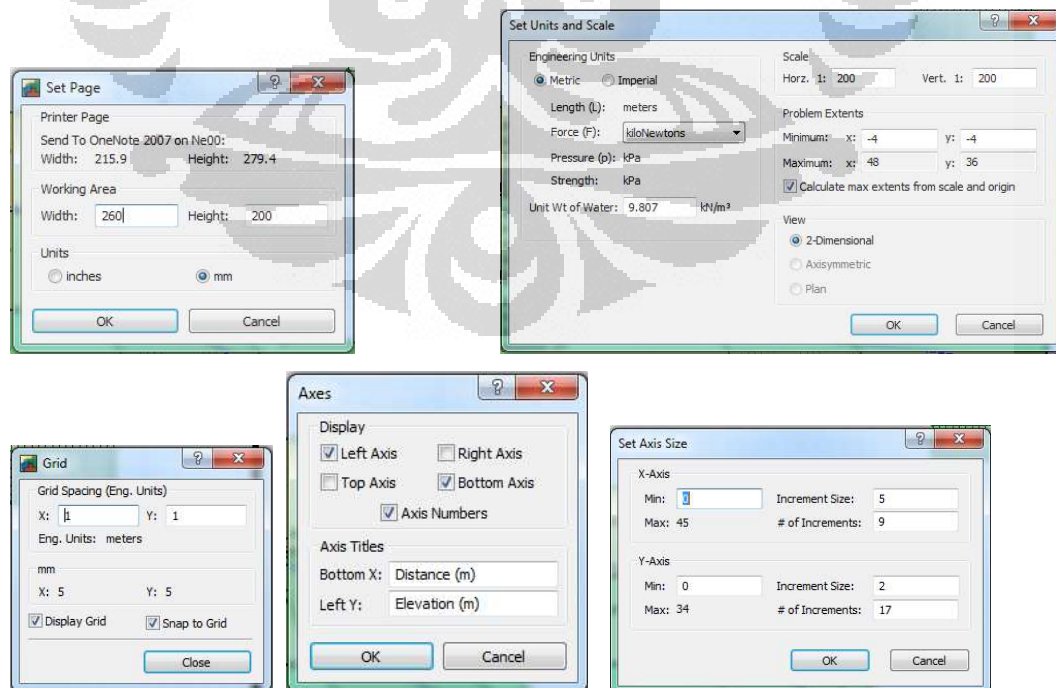 Set Page
Printer Page
Send To OneNote 2007 on Ne00:
Width: 215.9 Height: 279.4
Working Area
Width: 260 Height: 200
Units
inches mm
OK Cancel
Set Units and Scale
Engineering Units
Metric Imperial
Length (L): meters
Force (F): kiloNewtons
Pressure (p): kPa
Strength: kPa
Unit Wt of Water: 9.807 kN/m³
Scale
Horz. 1: 200 Vert. 1: 200
Problem Extents
Minimum: x: -4 y: -4
Maximum: x: 48 y: 36
Calculate max extents from scale and origin
View
2-Dimensional
Axisymmetric
Plan
OK Cancel
Grid
Grid Spacing (Eng. Units)
X: 1 Y: 1
Eng. Units: meters
mm
X: 5 Y: 5
Display Grid Snap to Grid
Close
Axes
Display
Left Axis Right Axis
Top Axis Bottom Axis
Axis Numbers
Axis Titles
Bottom X: Distance (m)
Left Y: Elevation (m)
OK Cancel
Set Axis Size
X-Axis
Min: 0 Increment Size: 5
Max: 45 # of Increments: 9
Y-Axis
Min: 0 Increment Size: 2
Max: 34 # of Increments: 17
OK Cancel